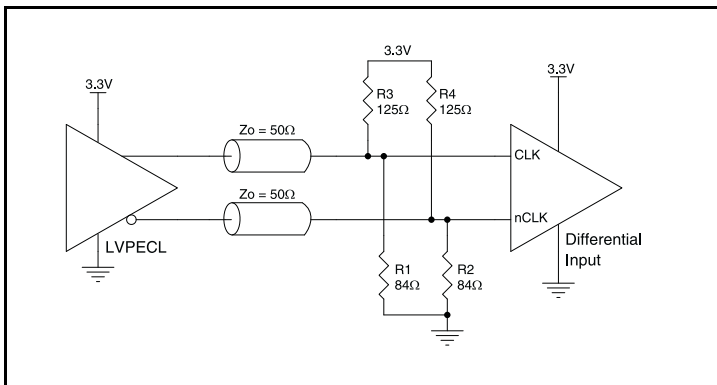 3.3V
3.3V
3.3V
R3
125Ω
R4
125Ω
Zo = 50Ω
CLK
Zo = 50Ω
nCLK
LVPECL
Differential
Input
R1
84Ω
R2
84Ω